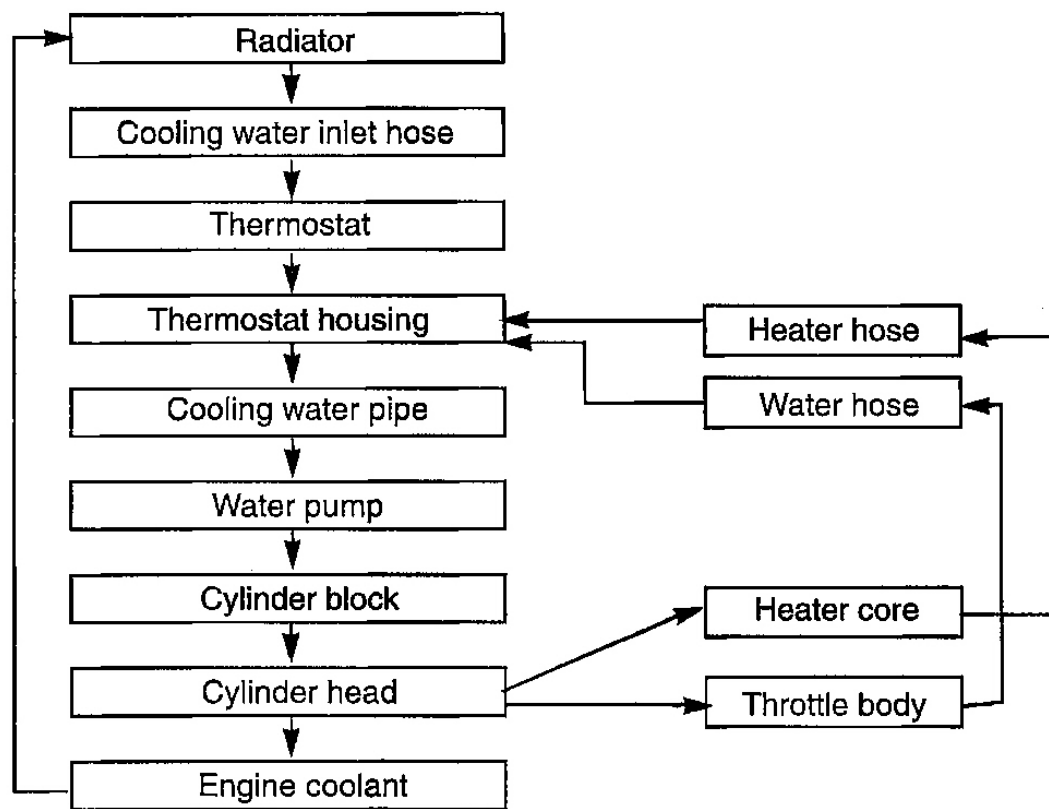 Radiator
Cooling water inlet hose
Thermostat
Thermostat housing
Heater hose
Cooling water pipe
Water hose
Water pump
Cylinder block
Heater core
Cylinder head
Throttle body
Engine coolant